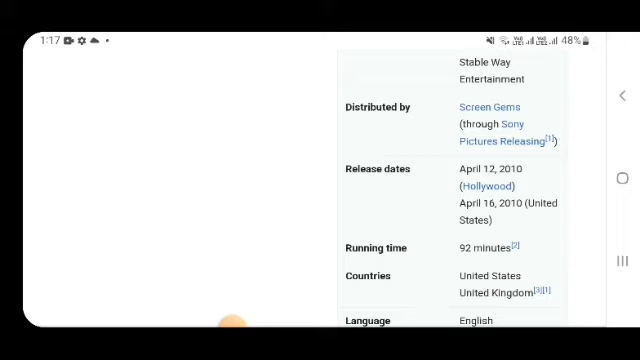 1:17
48%
Stable Way
Entertainment
Distributed by
Screen Gems
(through Sony
Pictures Releasing[1])
Release dates
April 12, 2010
(Hollywood)
April 16, 2010 (United
States)
Running time
92 minutes[2]
Countries
United States
United Kingdom[3][1]
Language
English